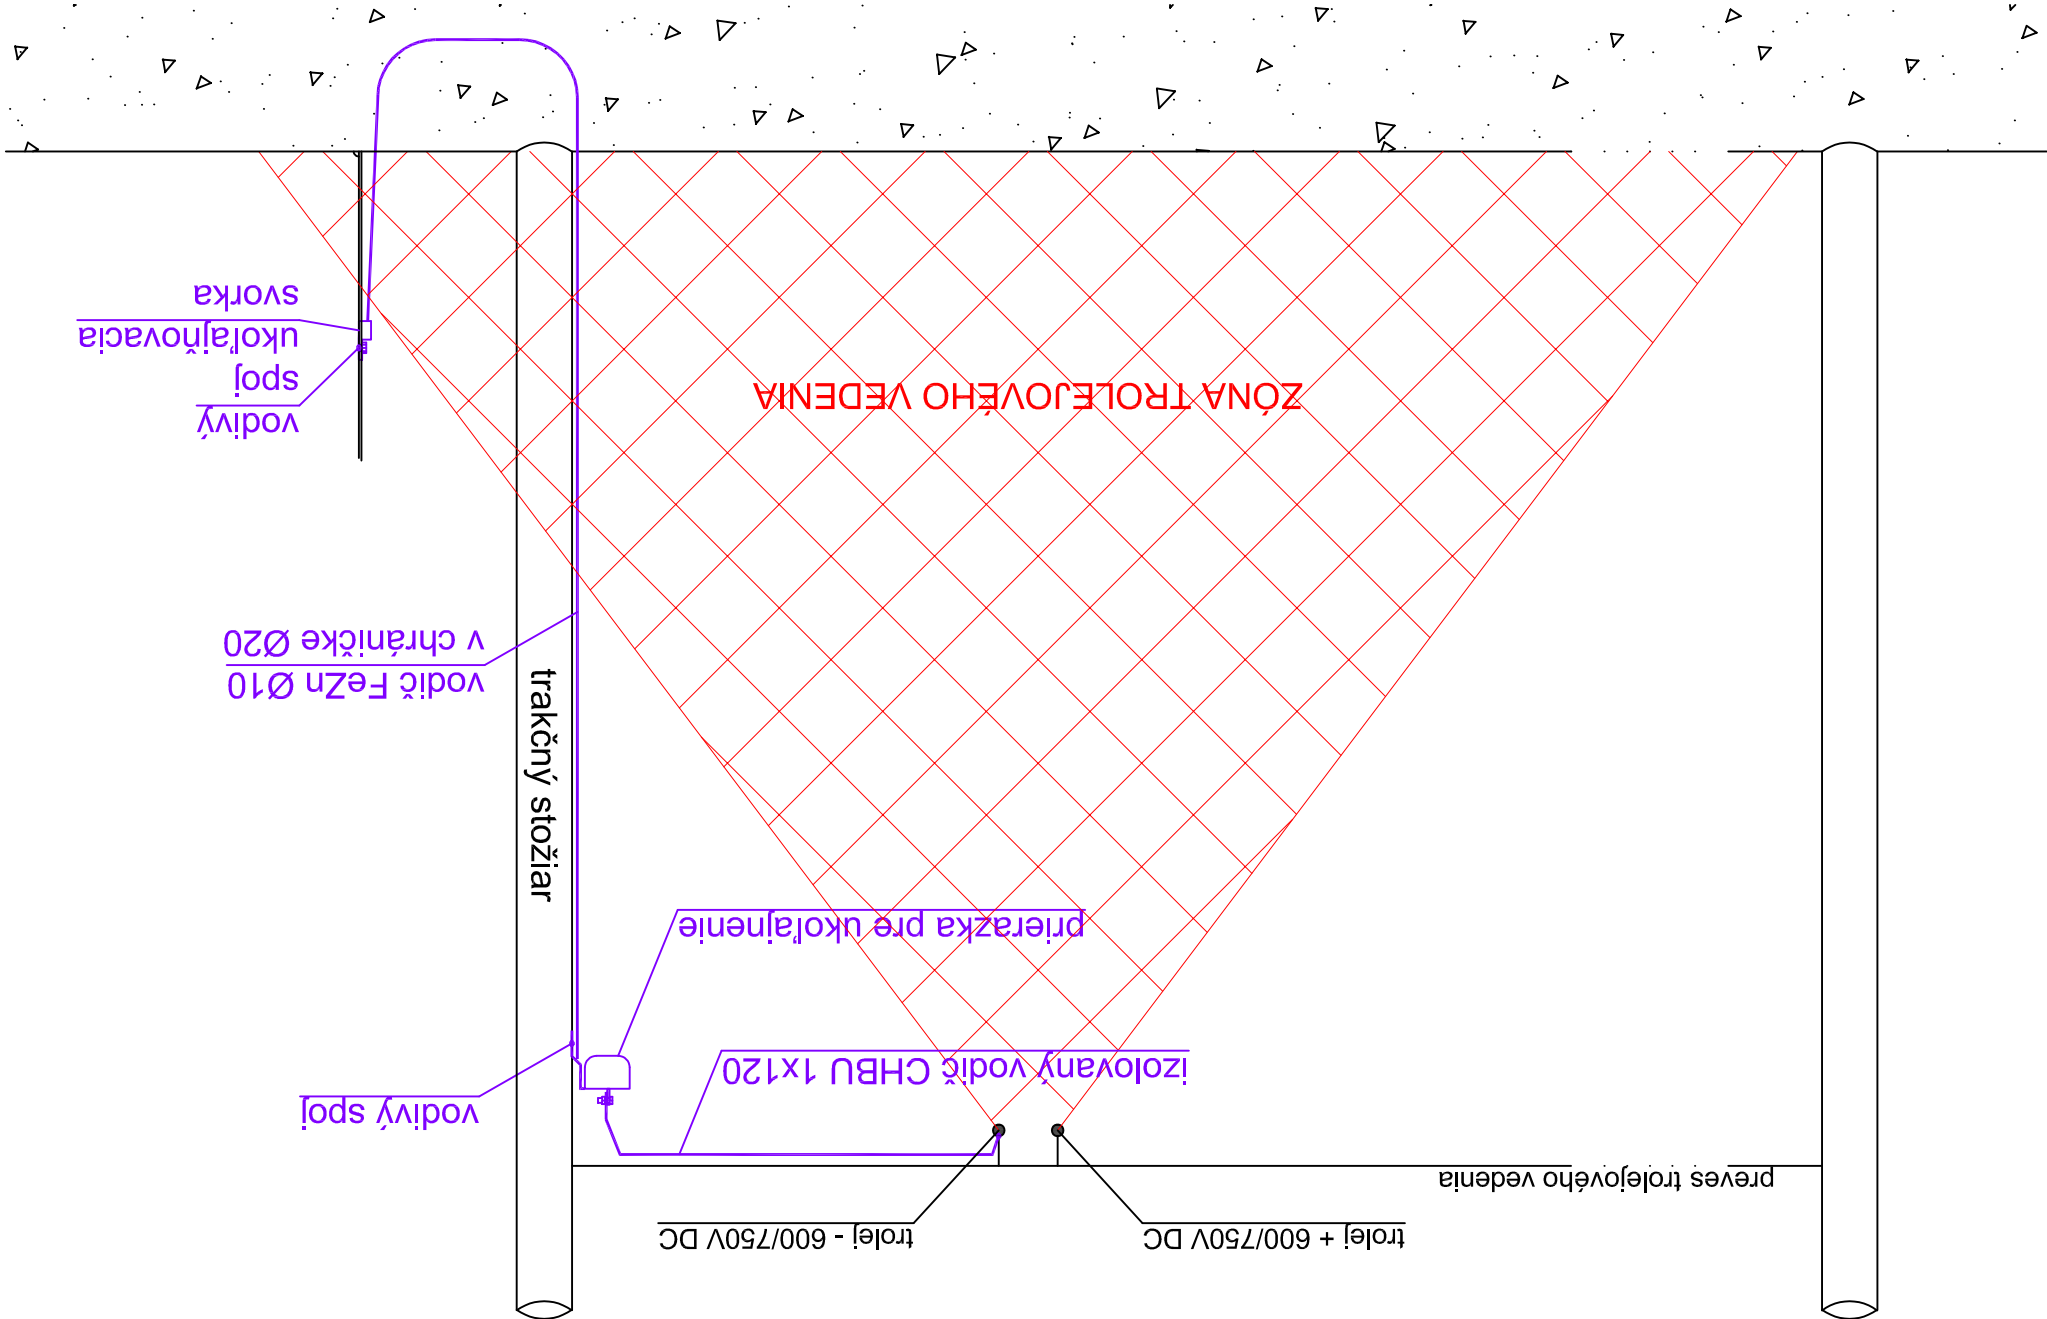 trolej + 600/750V DC
trolej - 600/750V DC
preves trolejového vedenia
vodivý spoj
izolovaný vodič CHBU 1x120
prierazka pre ukoľajnenie
trakčný stožiar
vodič FeZn Ø10
v chráničke Ø20
ZÓNA TROLEJOVÉHO VEDENIA
vodivý
spoj
ukoľajňovacia
svorka